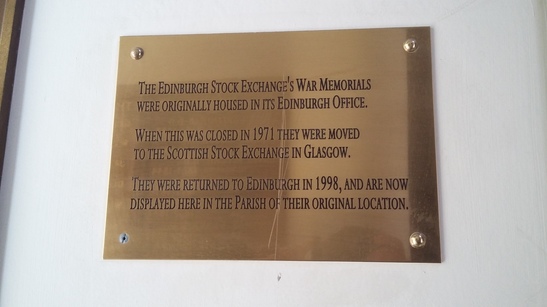 The Edinburgh Stock Exchange's War Memorials
were originally housed in its Edinburgh Office.
When this was closed in 1971 they were moved
to the Scottish Stock Exchange in Glasgow.
They were returned to Edinburgh in 1998, and are now
displayed here in the Parish of their original location.